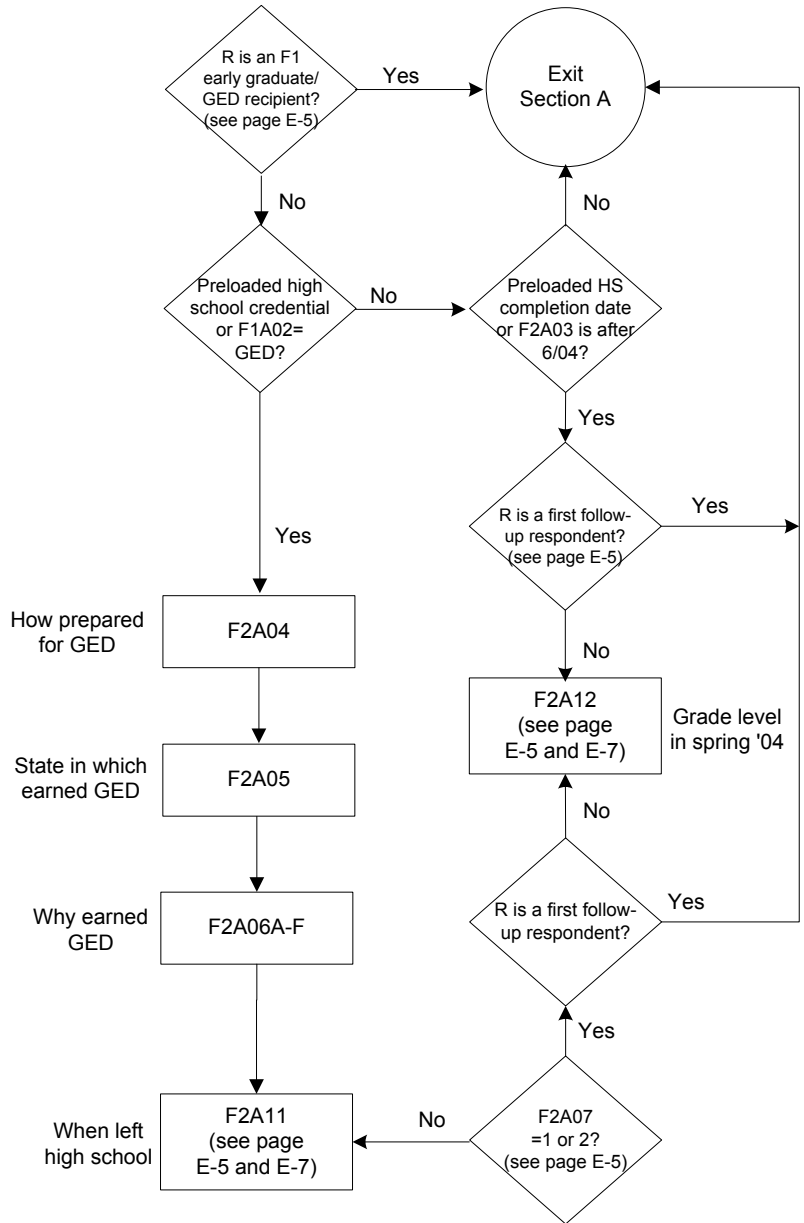 R is an F1
early graduate/
GED recipient?
(see page E-5)
Yes
Exit
Section A
No
No
Preloaded high
school credential
or F1A02=
GED?
No
Preloaded HS
completion date
or F2A03 is after
6/04?
Yes
Yes
R is a first follow-
up respondent?
(see page E-5)
Yes
How prepared
for GED
F2A04
No
F2A12
(see page
E-5 and E-7)
Grade level
in spring '04
State in which
earned GED
F2A05
No
Why earned
GED
F2A06A-F
R is a first follow-
up respondent?
Yes
Yes
When left
high school
F2A11
(see page
E-5 and E-7)
No
F2A07
=1 or 2?
(see page E-5)